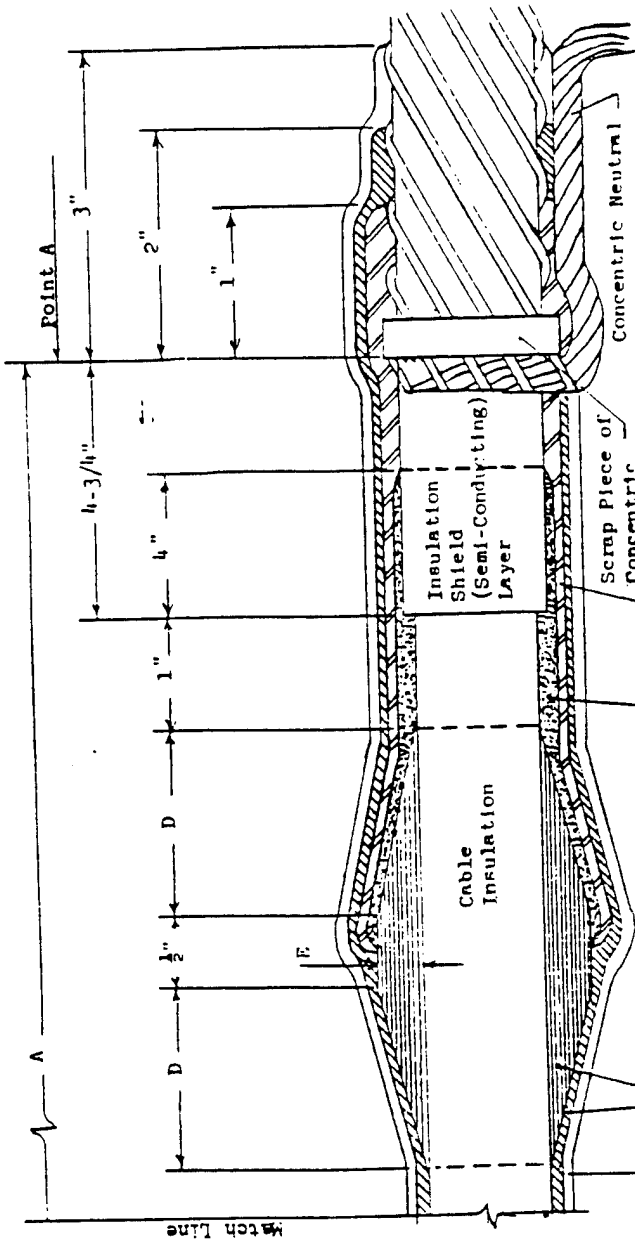 A
Point A
3"
2"
1"
4-3/4"
4"
1"
D
1/2"
D
E
Match Line
Cable
Insulation
Insulation
Shield
(Semi-Conducting)
Layer
Scrap Piece of
Concentric
Concentric Neutral